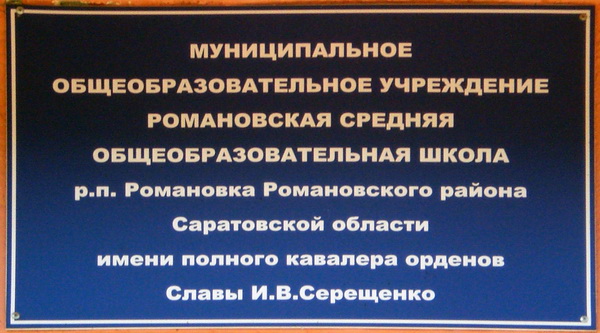 МУНИЦИПАЛЬНОЕ
ОБЩЕОБРАЗОВАТЕЛЬНОЕ УЧРЕЖДЕНИЕ
РОМАНОВСКАЯ СРЕДНЯЯ
ОБЩЕОБРАЗОВАТЕЛЬНАЯ ШКОЛА
р.п. Романовка Романовского района
Саратовской области
имени полного кавалера орденов
Славы И.В.Серещенко